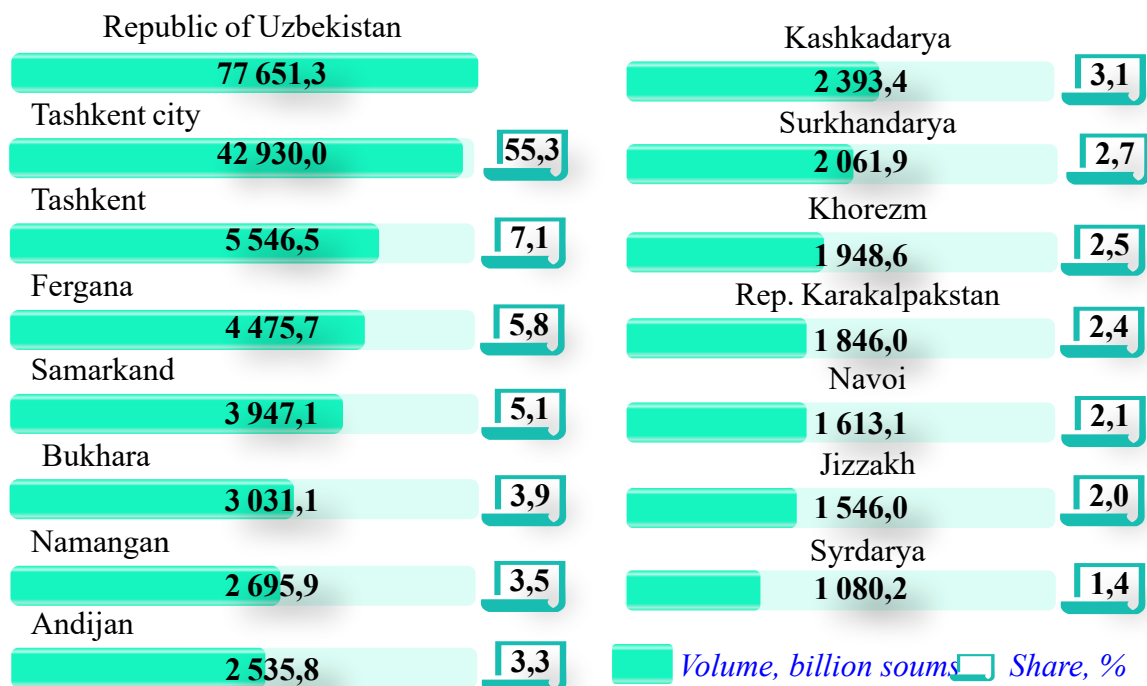 Republic of Uzbekistan
77 651,3
Tashkent city
42 930,0 55,3
Tashkent
5 546,5 7,1
Fergana
4 475,7 5,8
Samarkand
3 947,1 5,1
Bukhara
3 031,1 3,9
Namangan
2 695,9 3,5
Andijan
2 535,8 3,3
Kashkadarya
2 393,4 3,1
Surkhandarya
2 061,9 2,7
Khorezm
1 948,6 2,5
Rep. Karakalpakstan
1 846,0 2,4
Navoi
1 613,1 2,1
Jizzakh
1 546,0 2,0
Syrdarya
1 080,2 1,4
Volume, billion soums Share, %